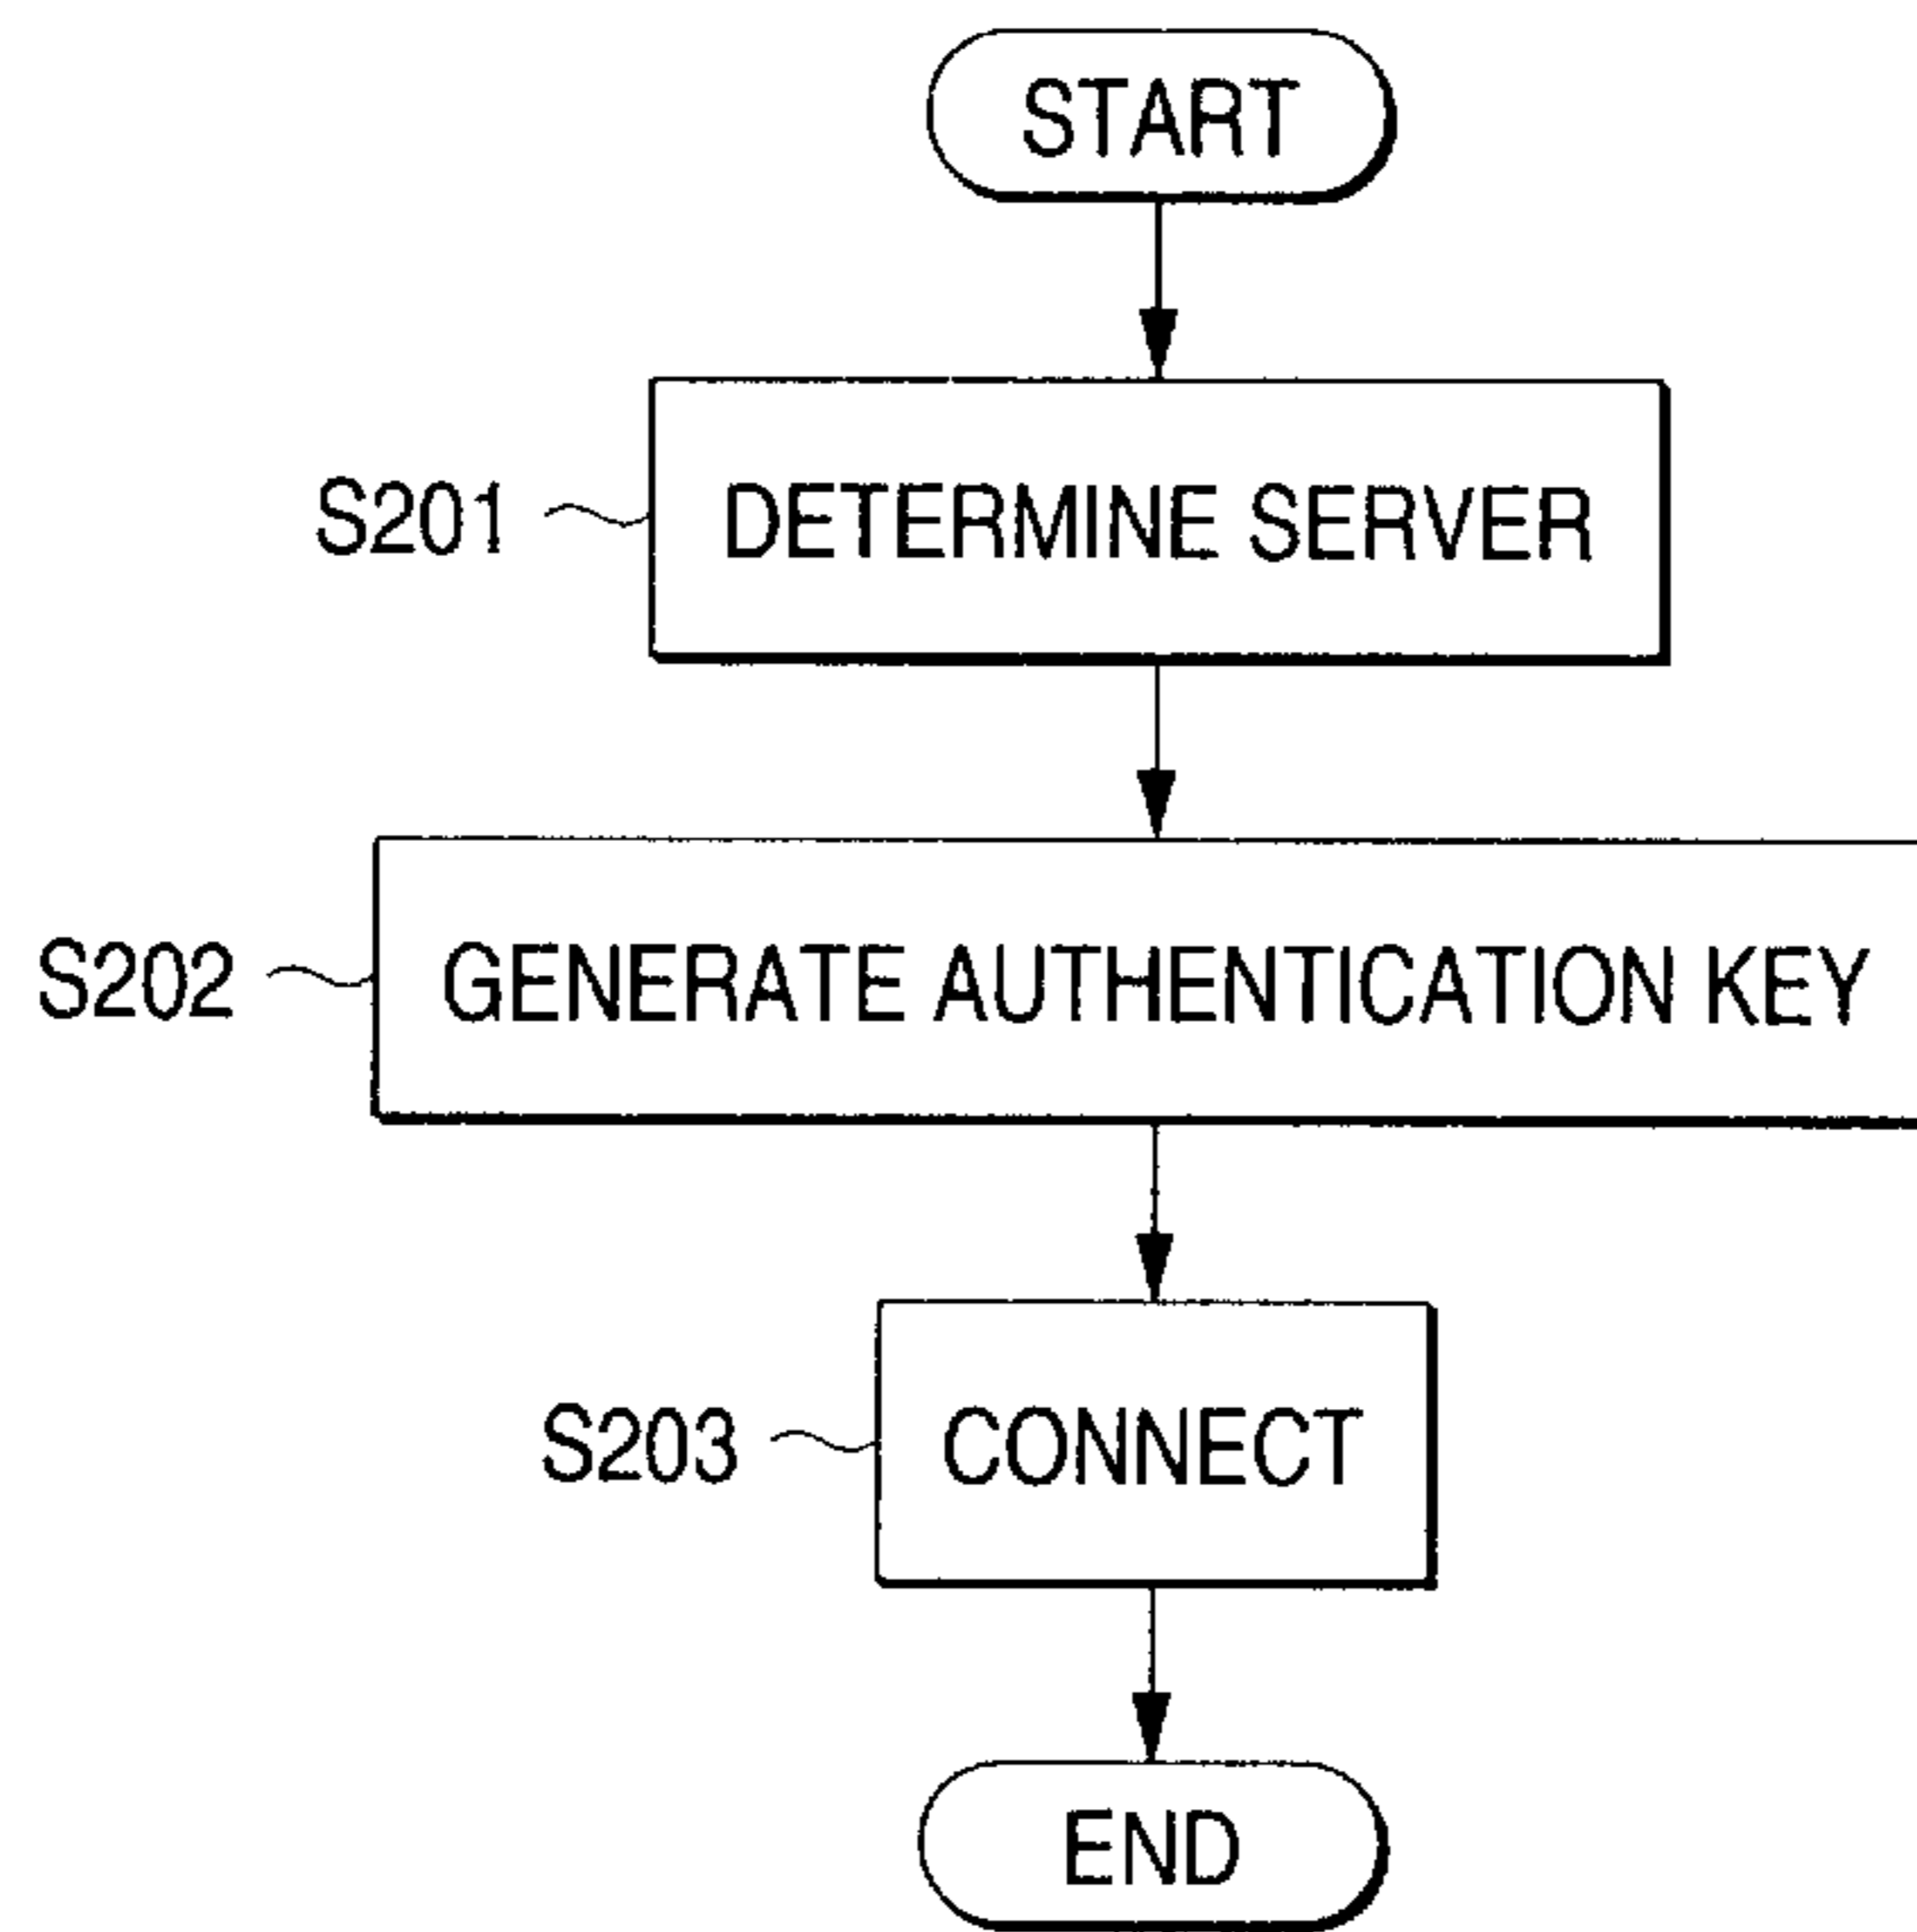 START
S201 DETERMINE SERVER
S202 GENERATE AUTHENTICATION KEY
S203 CONNECT
END